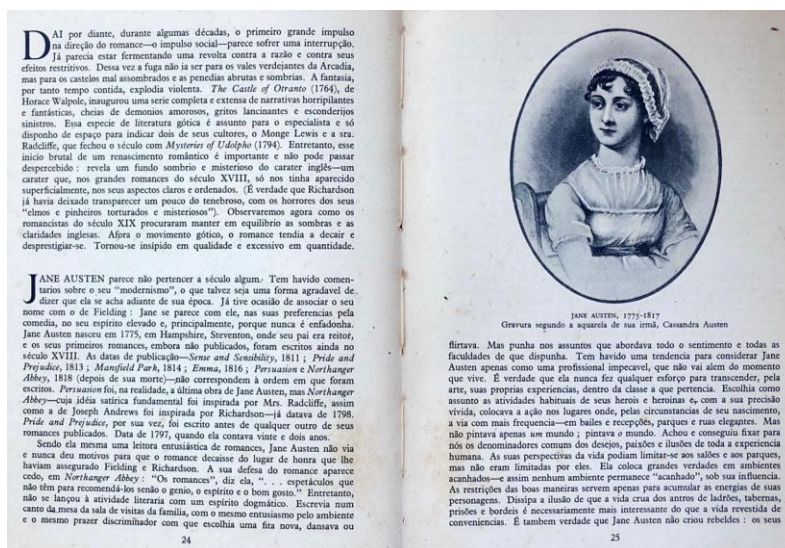 DAI por diante, durante algumas décadas, o primeiro grande impulso
na direção do romance—o impulso social—parece sofrer uma interrupção.
Já parecia estar fermentando uma revolta contra a razão e contra seus
efeitos restritivos. Dessa vez a fuga não ia ser para os vales verdejantes da Arcadia,
mas para os castelos mal assombrados e as penedias abrutas e sombrias. A fantasia,
por tanto tempo contida, explodia violenta. The Castle of Otranto (1764), de
Horace Walpole, inaugurou uma serie completa e extensa de narrativas horripilantes
e fantásticas, cheias de demonios amorosos, gritos lancinantes e esconderijos
sinistros. Essa especie de literatura gótica é assunto para o especialista e só
disponho de espaço para indicar dois de seus cultores, o Monge Lewis e a sra.
Radcliffe, que fechou o século com Mysteries of Udolpho (1794). Entretanto, esse
inicio brutal de um renascimento romântico é importante e não pode passar
despercebido : revela um fundo sombrio e misterioso do carater inglês—um
carater que, nos grandes romances do século XVIII, só nos tinha aparecido
superficialmente, nos seus aspectos claros e ordenados. (É verdade que Richardson
já havia deixado transparecer um pouco do tenebroso, com os horrores dos seus
"elmos e pinheiros torturados e misteriosos"). Observaremos agora como os
romancistas do século XIX procuraram manter em equilibrio as sombras e as
claridades inglesas. Afora o movimento gótico, o romance tendia a decair e
desprestigiar-se. Tornou-se insípido em qualidade e excessivo em quantidade.
JANE AUSTEN parece não pertencer a século algum. Tem havido comen-
tarios sobre o seu "modernismo", o que talvez seja uma forma agradavel de
dizer que ela se acha adiante de sua época. Já tive ocasião de associar o seu
nome com o de Fielding : Jane se parece com ele, nas suas preferencias pela
comedia, no seu espírito elevado e, principalmente, porque nunca é enfadonha.
Jane Austen nasceu em 1775, em Hampshire, Steventon, onde seu pai era reitor,
e os seus primeiros romances, embora não publicados, foram escritos ainda no
século XVIII. As datas de publicação—Sense and Sensibility, 1811 ; Pride and
Prejudice, 1813 ; Mansfield Park, 1814 ; Emma, 1816 ; Persuasion e Northanger
Abbey, 1818 (depois de sua morte)—não correspondem à ordem em que foram
escritos. Persuasion foi, na realidade, a última obra de Jane Austen, mas Northanger
Abbey—cuja idéia satírica fundamental foi inspirada por Mrs. Radcliffe, assim
como a de Joseph Andrews foi inspirada por Richardson—já datava de 1798.
Pride and Prejudice, por sua vez, foi escrito antes de qualquer outro de seus
romances publicados. Data de 1797, quando ela contava vinte e dois anos.
Sendo ela mesma uma leitora entusiástica de romances, Jane Austen não via
e nunca deu motivos para que o romance decaisse do lugar de honra que lhe
haviam assegurado Fielding e Richardson. A sua defesa do romance aparece
cedo, em Northanger Abbey : "Os romances", diz ela, ". . . espetáculos que
não têm para recomendá-los senão o genio, o espírito e o bom gosto." Entretanto,
não se lançou à atividade literaria com um espírito dogmático. Escrevia num
canto da mesa da sala de visitas da familia, com o mesmo entusiasmo pelo ambiente
e o mesmo prazer discriminador com que escolhia uma fita nova, dansava ou
24
JANE AUSTEN, 1775-1817
Gravura segundo a aquarela de sua irmã, Cassandra Austen
flirtava. Mas punha nos assuntos que abordava todo o sentimento e todas as
faculdades de que dispunha. Tem havido uma tendencia para considerar Jane
Austen apenas como uma profissional impecavel, que não vai alem do momento
que vive. É verdade que ela nunca fez qualquer esforço para transcender, pela
arte, suas proprias experiencias, dentro da classe a que pertencia. Escolhia como
assunto as atividades habituais de seus herois e heroinas e, com a sua precisão
vívida, colocava a ação nos lugares onde, pelas circunstancias de seu nascimento,
a via com mais frequencia—em bailes e recepções, parques e ruas elegantes. Mas
não pintava apenas um mundo ; pintava o mundo. Achou e conseguiu fixar para
nós os denominadores comuns dos desejos, paixões e ilusões de toda a experiencia
humana. As suas perspectivas da vida podiam limitar-se aos salões e aos parques,
mas não eram limitadas por eles. Ela coloca grandes verdades em ambientes
acanhados—e assim nenhum ambiente permanece "acanhado", sob sua influencia.
As restrições das boas maneiras servem apenas para acumular as energias de suas
personagens. Dissipa a ilusão de que a vida crua dos antros de ladrões, tabernas,
prisões e bordeis é necessariamente mais interessante do que a vida revestida de
conveniencias. É tambem verdade que Jane Austen não criou rebeldes : os seus
25